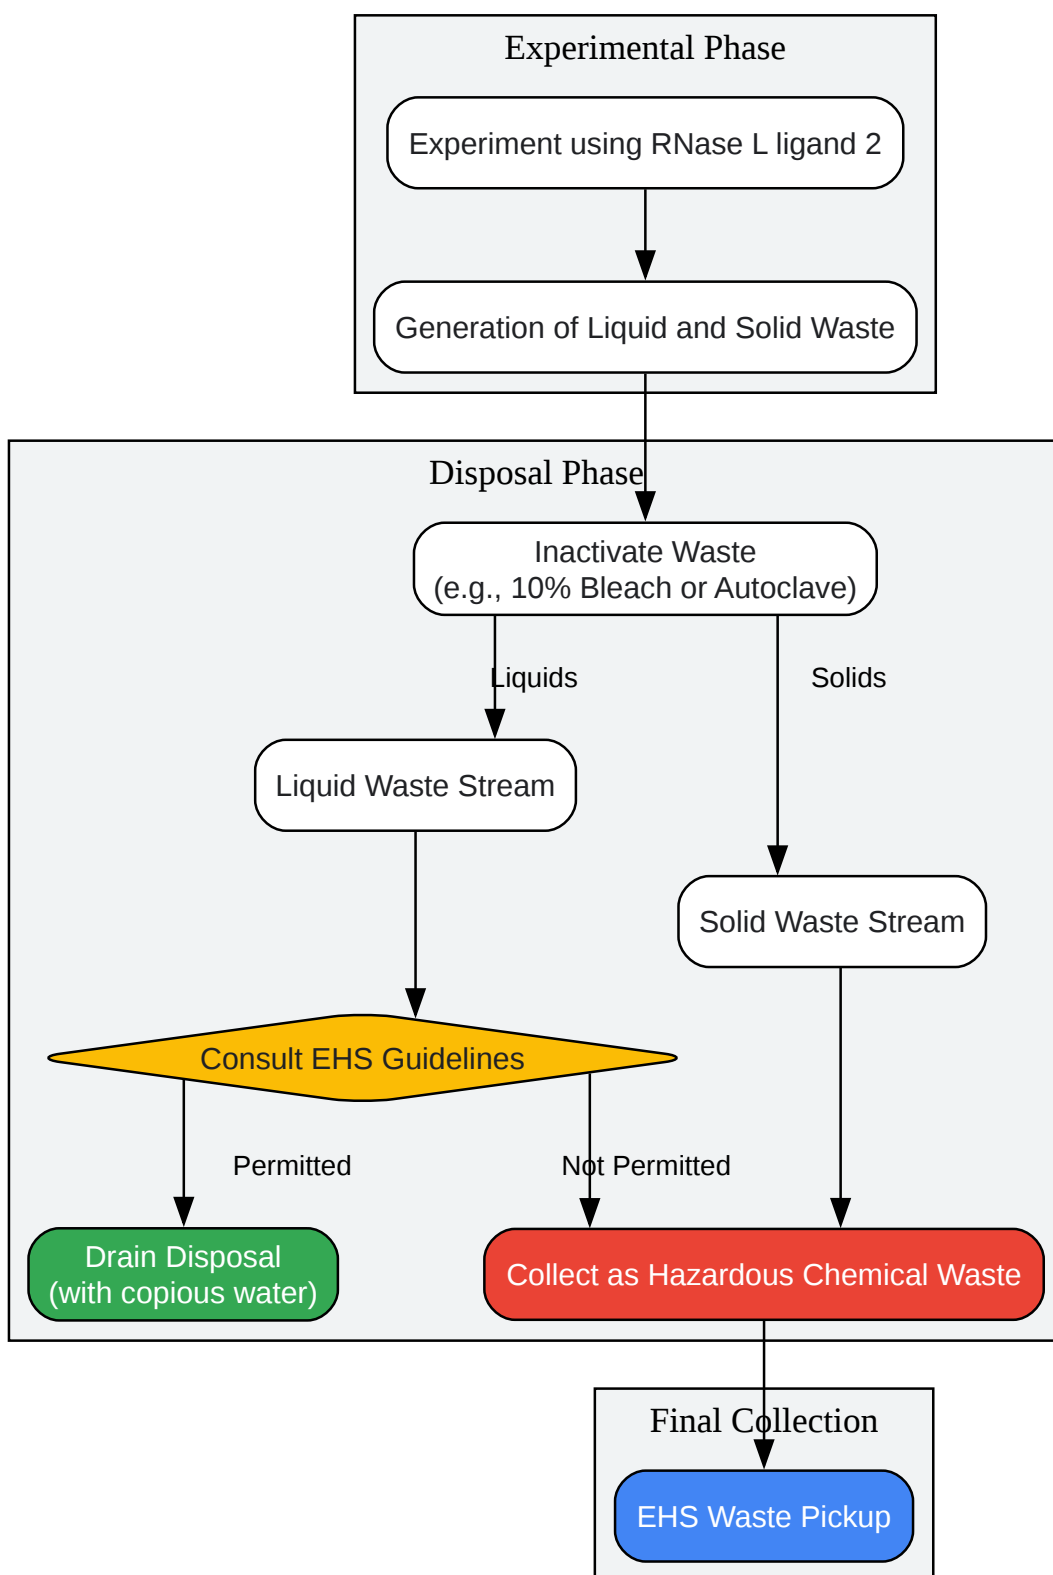 Experimental Phase
Experiment using RNase L ligand 2
Generation of Liquid and Solid Waste
Disposal Phase
Inactivate Waste
(e.g., 10% Bleach or Autoclave)
Liquids
Solids
Liquid Waste Stream
Solid Waste Stream
Consult EHS Guidelines
Permitted
Not Permitted
Drain Disposal
(with copious water)
Collect as Hazardous Chemical Waste
Final Collection
EHS Waste Pickup